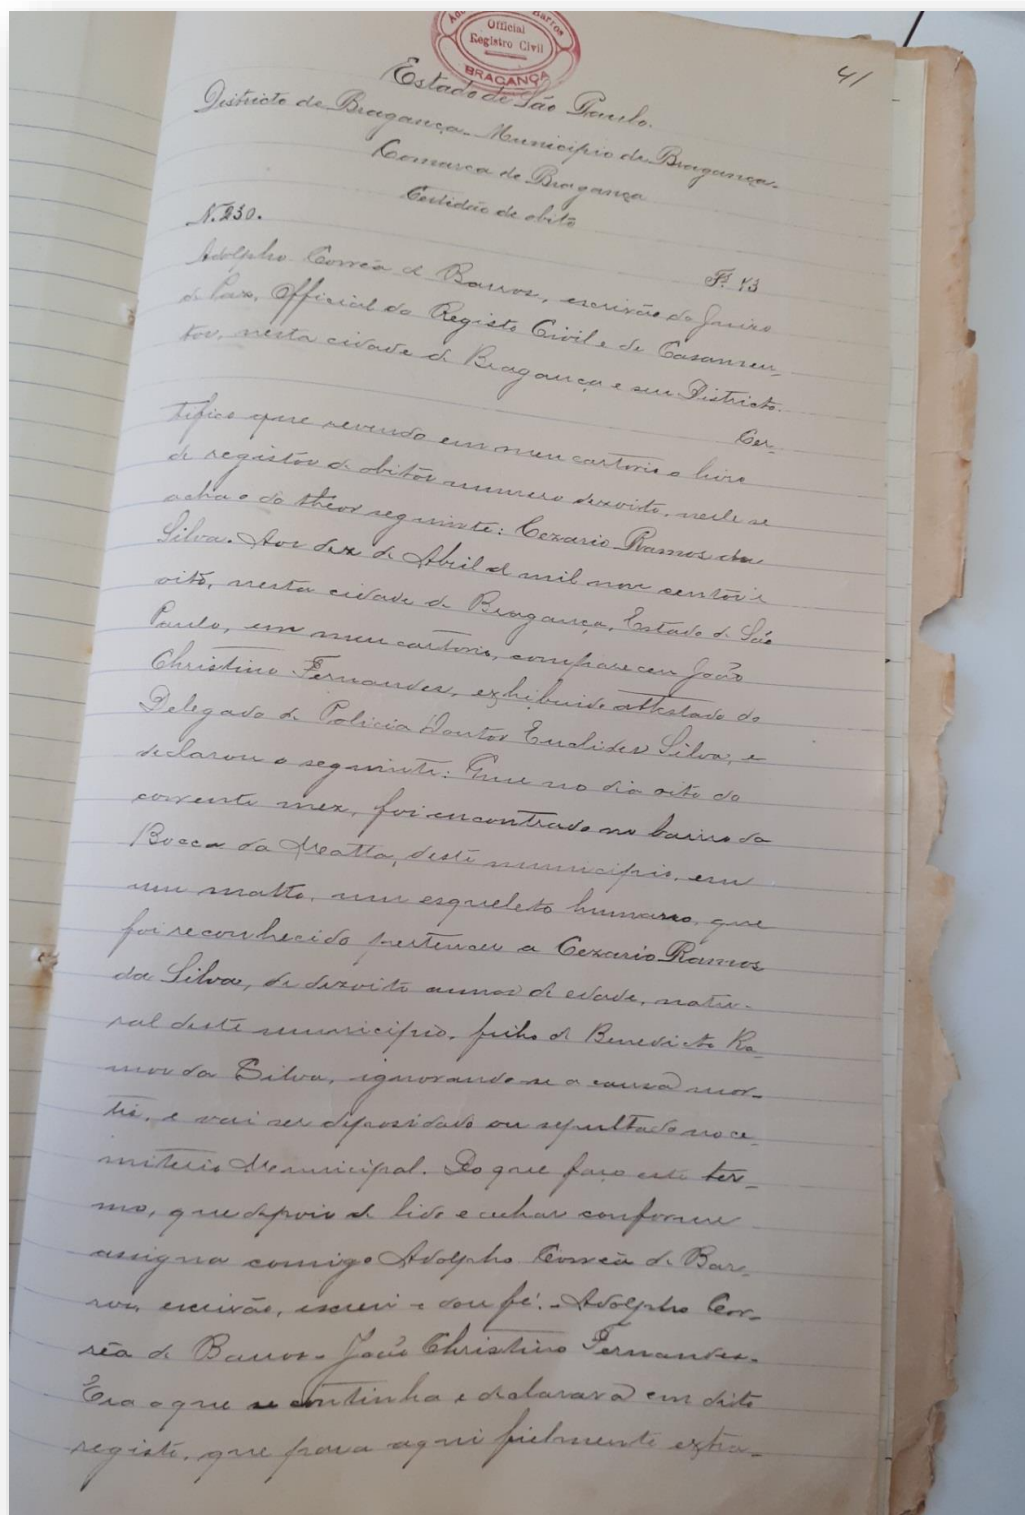 Barros
Official
Registro Civil
BRAGANÇA
41
Estado de São Paulo.
Districto de Bragança - Municipio de Bragança -
Comarca de Bragança
Certidão de obito
N. 230.
Fl. 13
Adolpho Corrêa de Barros, escrivão do Juizo
de Paz, Official do Registo Civil e de Casamen-
tos, nesta cidade de Bragança e seu Districto.
Cer-
tifico que revendo em meu cartorio o livro
de registos de obitos numero dezoito, nelle se
acha o do theor seguinte: Cezario Ramos da
Silva. Aos dez de Abril de mil nove centos e
oito, nesta cidade de Bragança, Estado de São
Paulo, em meu cartorio, compareceu João
Christino Fernandes, exhibindo attestado do
Delegado de Policia Doutor Euclides Silva, e
declarou o seguinte: Que no dia oito do
corrente mez, foi encontrado no bairro da
Bocca da Matta, deste municipio, em
um matto, um esqueleto humano, que
foi reconhecido pertencer a Cezario Ramos
da Silva, de dezoito annos de edade, natu-
ral deste municipio, filho de Benedicto Ra-
mos da Silva, ignorando-se a causa mor-
tis, e vai ser depositado ou sepultado no ce-
miterio Municipal. Do que faço este ter-
mo, que depois de lido e achar conforme
assigna comigo Adolpho Corrêa de Bar-
ros, escrivão, escrevi e dou fé. - Adolpho Cor-
rêa de Barros - João Christino Fernandes -
Era o que se continha e declarava em dito
registo, que para aqui fielmente extra-